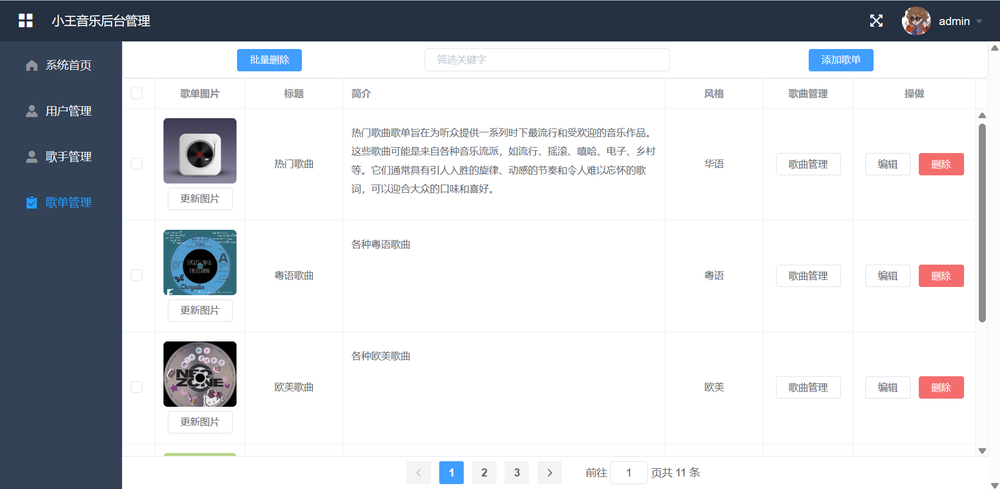 小王音乐后台管理
admin
系统首页
用户管理
歌手管理
歌单管理
批量删除
筛选关键字
添加歌单
歌单图片
标题
简介
风格
歌曲管理
操做
更新图片
热门歌曲
热门歌曲歌单旨在为听众提供一系列时下最流行和受欢迎的音乐作品。
这些歌曲可能是来自各种音乐流派，如流行、摇滚、嘻哈、电子、乡村
等。它们通常具有引人入胜的旋律、动感的节奏和令人难以忘怀的歌
词，可以迎合大众的口味和喜好。
华语
歌曲管理
编辑
删除
ENGLISH SONG
COLLECTION
A
Chrysalis
更新图片
粤语歌曲
各种粤语歌曲
粤语
歌曲管理
编辑
删除
MY
MIX TAPE
NEO
ZONE
更新图片
欧美歌曲
各种欧美歌曲
欧美
歌曲管理
编辑
删除
1
2
3
前往 1 页共 11 条